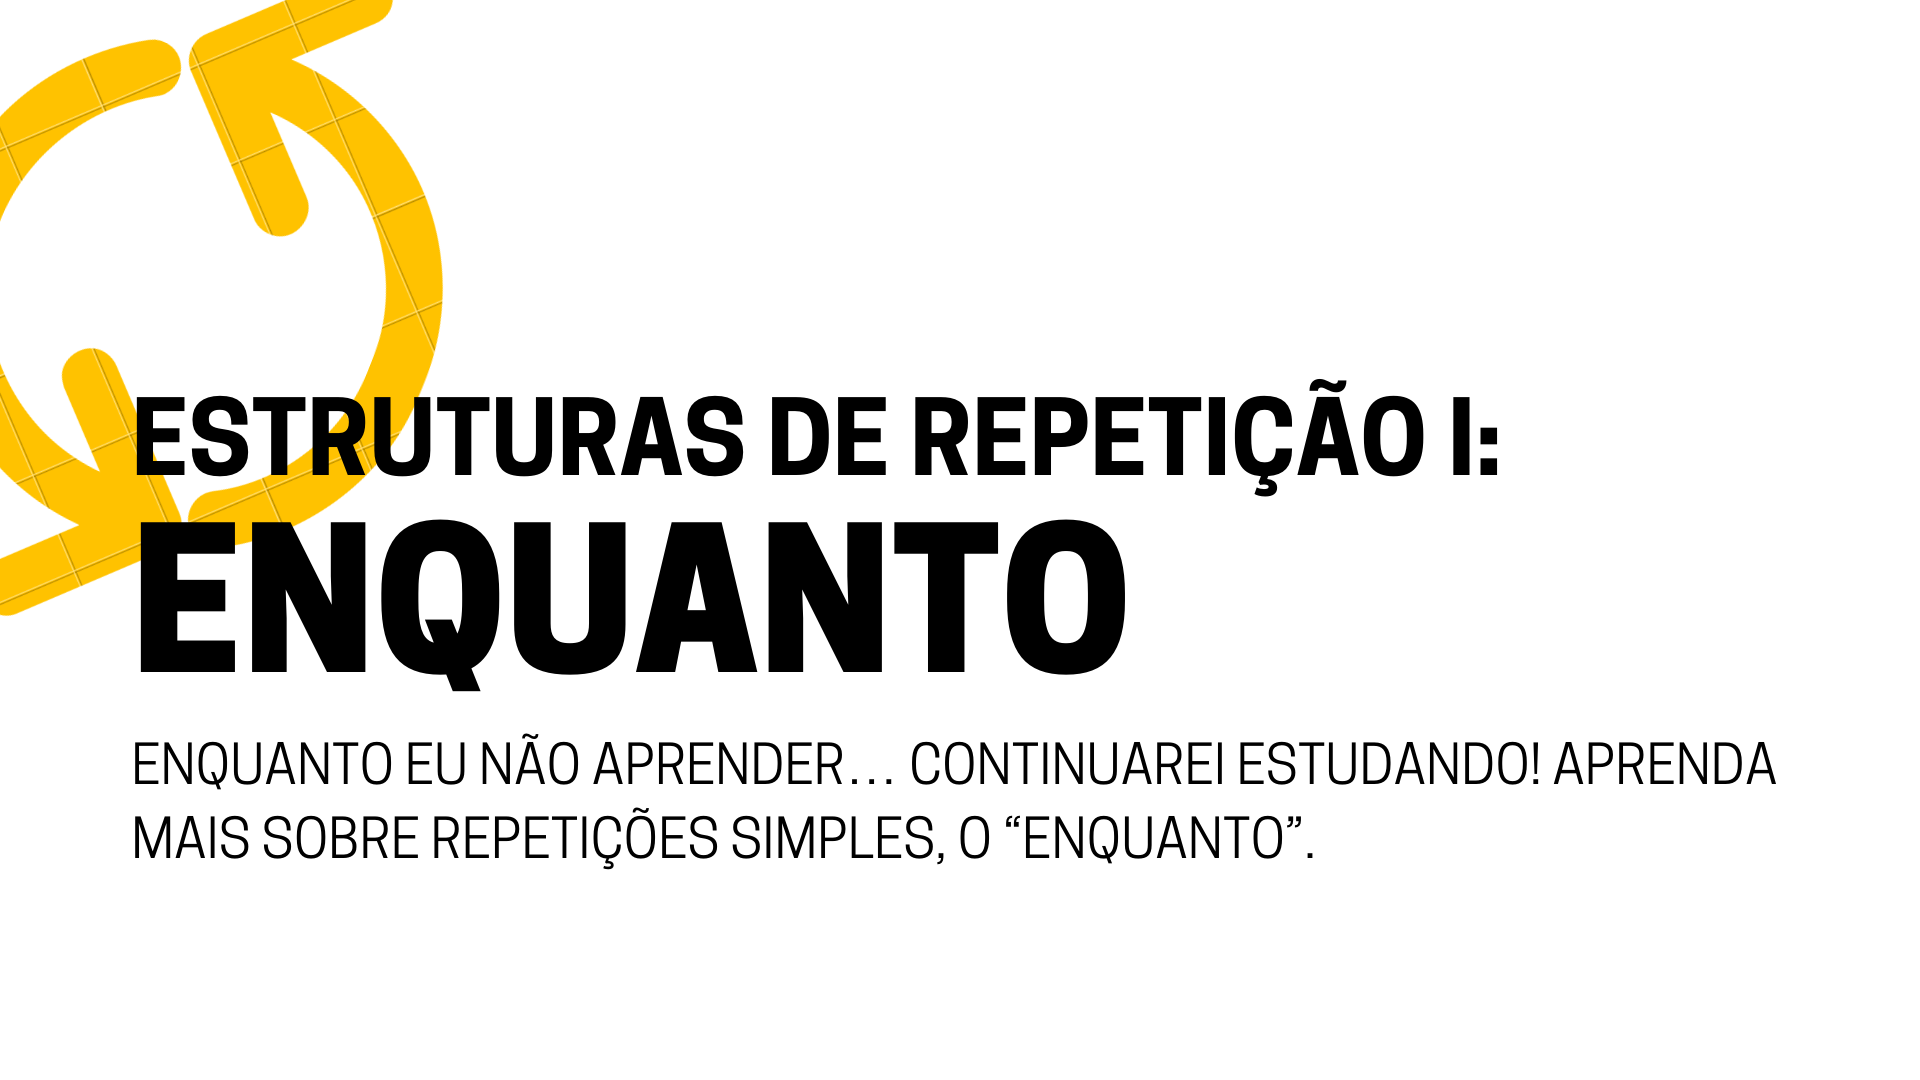 ESTRUTURAS DE REPETIÇÃO I:
ENQUANTO
ENQUANTO EU NÃO APRENDER… CONTINUAREI ESTUDANDO! APRENDA
MAIS SOBRE REPETIÇÕES SIMPLES, O “ENQUANTO”.